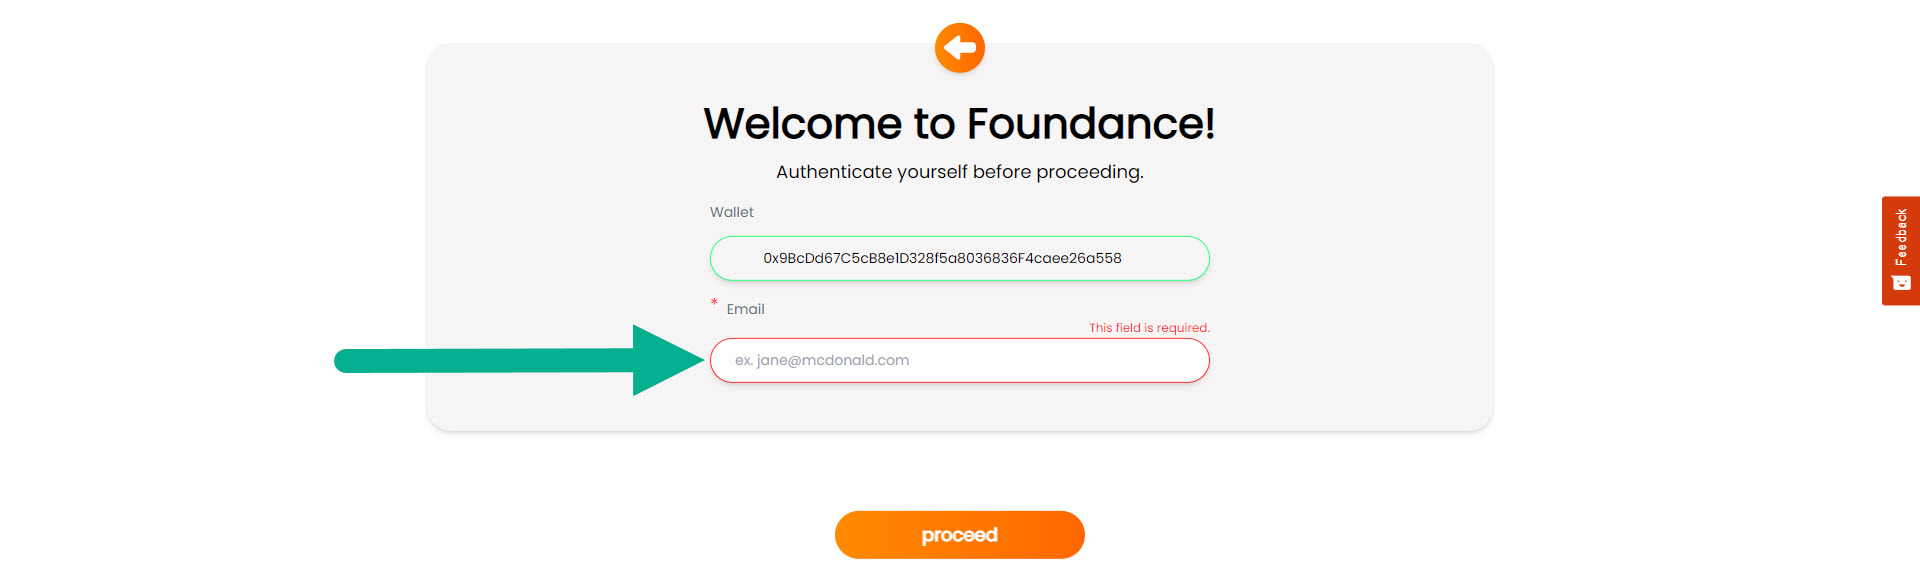 Welcome to Foundance!
Authenticate yourself before proceeding.
Wallet
0x9BcDd67C5cB8e1D328f5a8036836F4caee26a558
* Email
This field is required.
ex. jane@mcdonald.com
proceed
Feedback